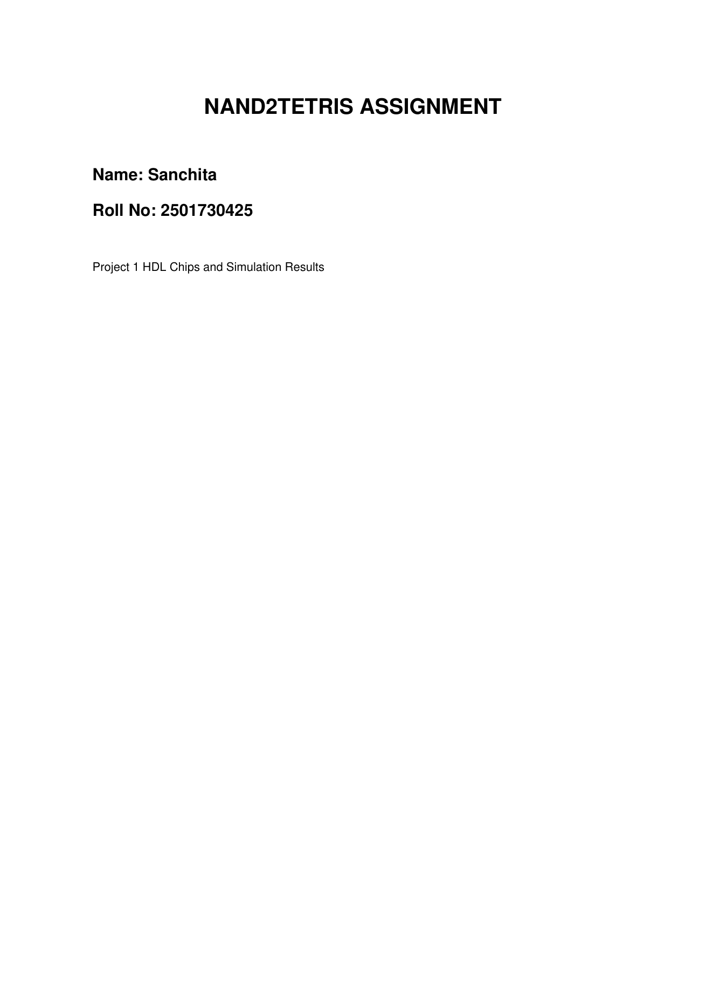 NAND2TETRIS ASSIGNMENT
Name: Sanchita
Roll No: 2501730425
Project 1 HDL Chips and Simulation Results